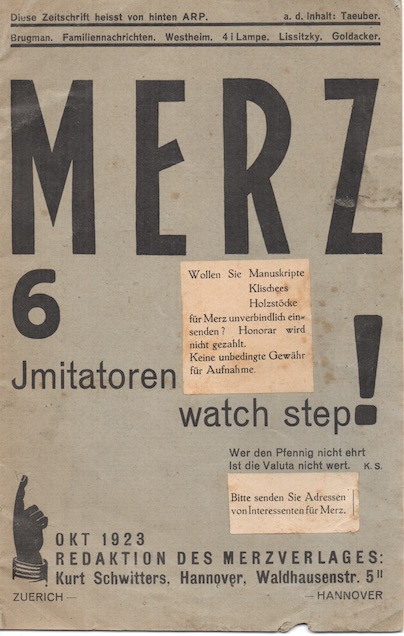 Diese Zeitschrift heisst von hinten ARP. a. d. Inhalt: Taeuber.
Brugman. Familiennachrichten. Westheim. 4 i Lampe. Lissitzky. Goldacker.
MERZ
6
Wollen Sie Manuskripte
Klischees
Holzstöcke
für Merz unverbindlich ein-
senden? Honorar wird
nicht gezahlt.
Keine unbedingte Gewähr
für Aufnahme.
Jmitatoren
watch step!
Wer den Pfennig nicht ehrt
Ist die Valuta nicht wert. K. S.
Bitte senden Sie Adressen
von Interessenten für Merz.
OKT 1923
REDAKTION DES MERZVERLAGES:
Kurt Schwitters, Hannover, Waldhausenstr. 5II
ZUERICH — — HANNOVER